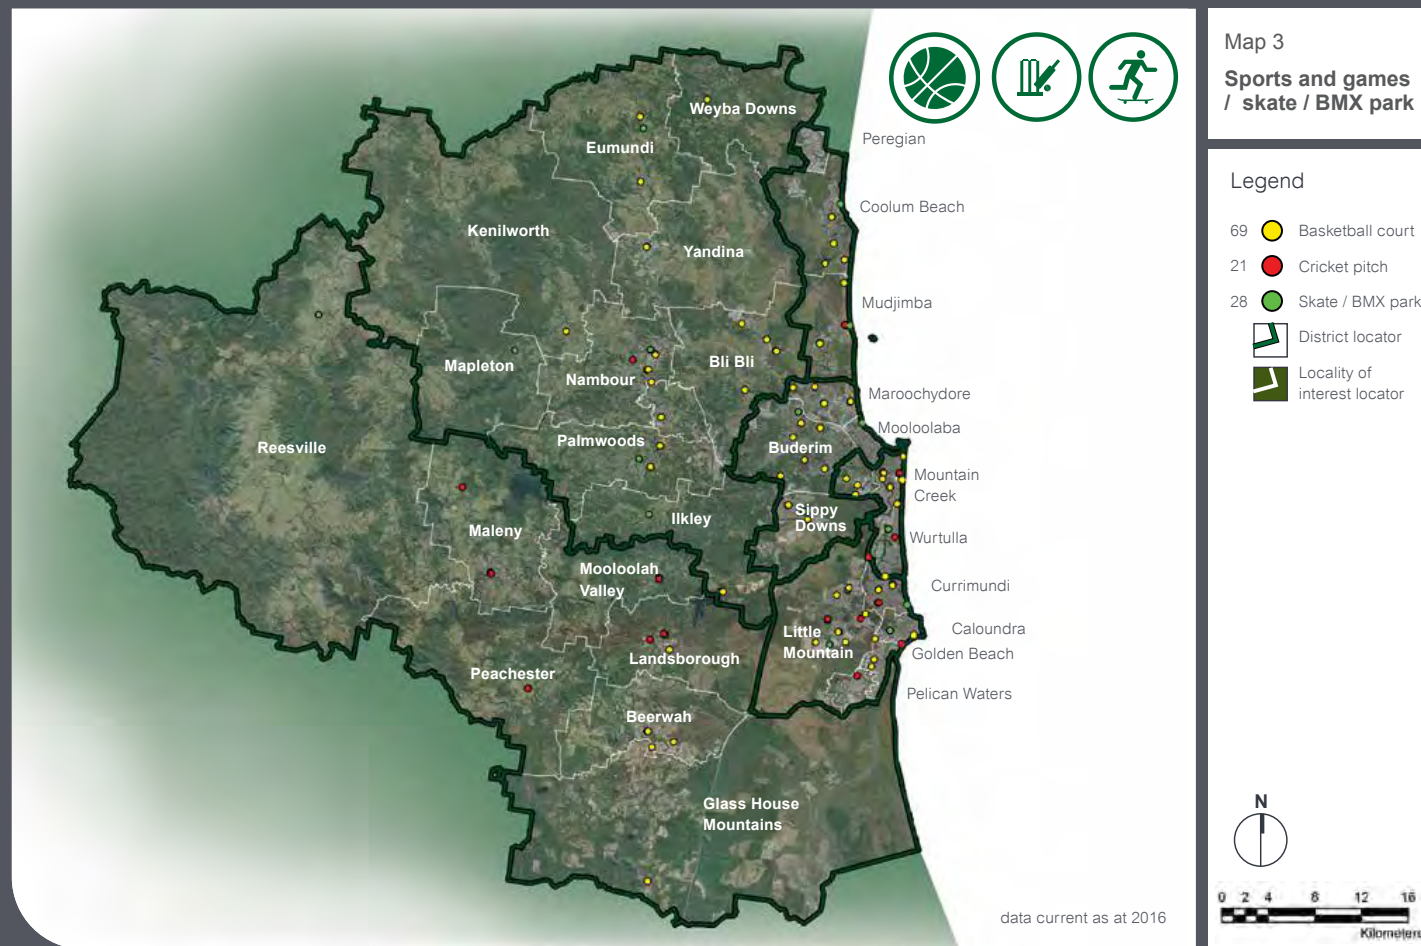 Map 3
Sports and games
/ skate / BMX park
Legend
69 Basketball court
21 Cricket pitch
28 Skate / BMX park
District locator
Locality of
interest locator
N
0 2 4 8 12 16
Kilometers
Weyba Downs
Eumundi
Peregian
Coolum Beach
Kenilworth
Yandina
Mudjimba
Mapleton
Nambour
Bli Bli
Maroochydore
Mooloolaba
Palmwoods
Buderim
Reesville
Mountain
Creek
Sippy
Downs
Ilkley
Maleny
Wurtulla
Mooloolah
Valley
Currimundi
Little
Mountain
Caloundra
Golden Beach
Landsborough
Peachester
Pelican Waters
Beerwah
Glass House
Mountains
data current as at 2016